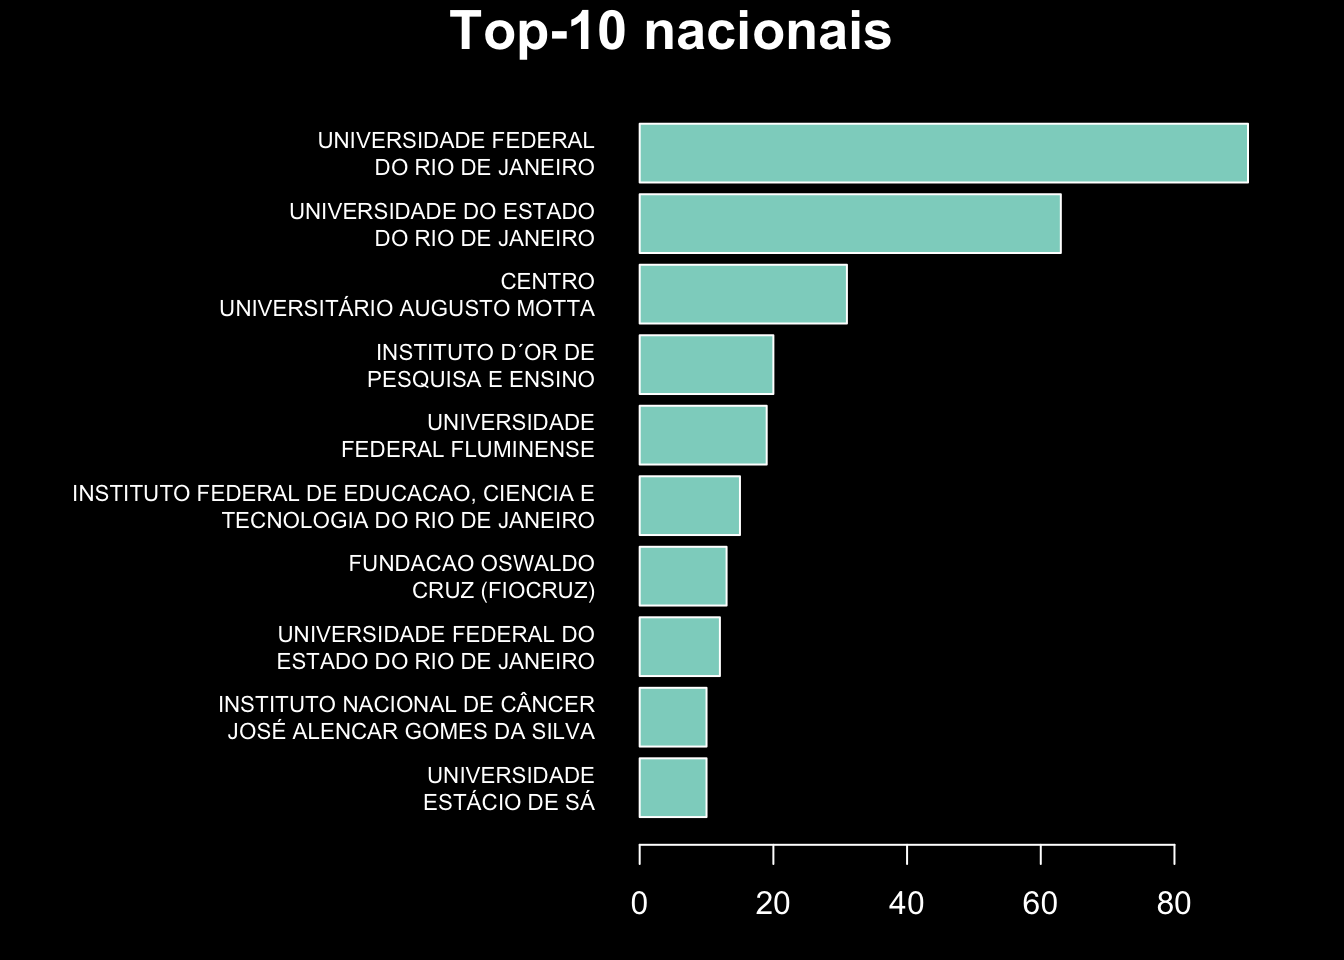 Top-10 nacionais
UNIVERSIDADE FEDERAL
DO RIO DE JANEIRO
UNIVERSIDADE DO ESTADO
DO RIO DE JANEIRO
CENTRO
UNIVERSITÁRIO AUGUSTO MOTTA
INSTITUTO D´OR DE
PESQUISA E ENSINO
UNIVERSIDADE
FEDERAL FLUMINENSE
INSTITUTO FEDERAL DE EDUCACAO, CIENCIA E
TECNOLOGIA DO RIO DE JANEIRO
FUNDACAO OSWALDO
CRUZ (FIOCRUZ)
UNIVERSIDADE FEDERAL DO
ESTADO DO RIO DE JANEIRO
INSTITUTO NACIONAL DE CÂNCER
JOSÉ ALENCAR GOMES DA SILVA
UNIVERSIDADE
ESTÁCIO DE SÁ
0 20 40 60 80